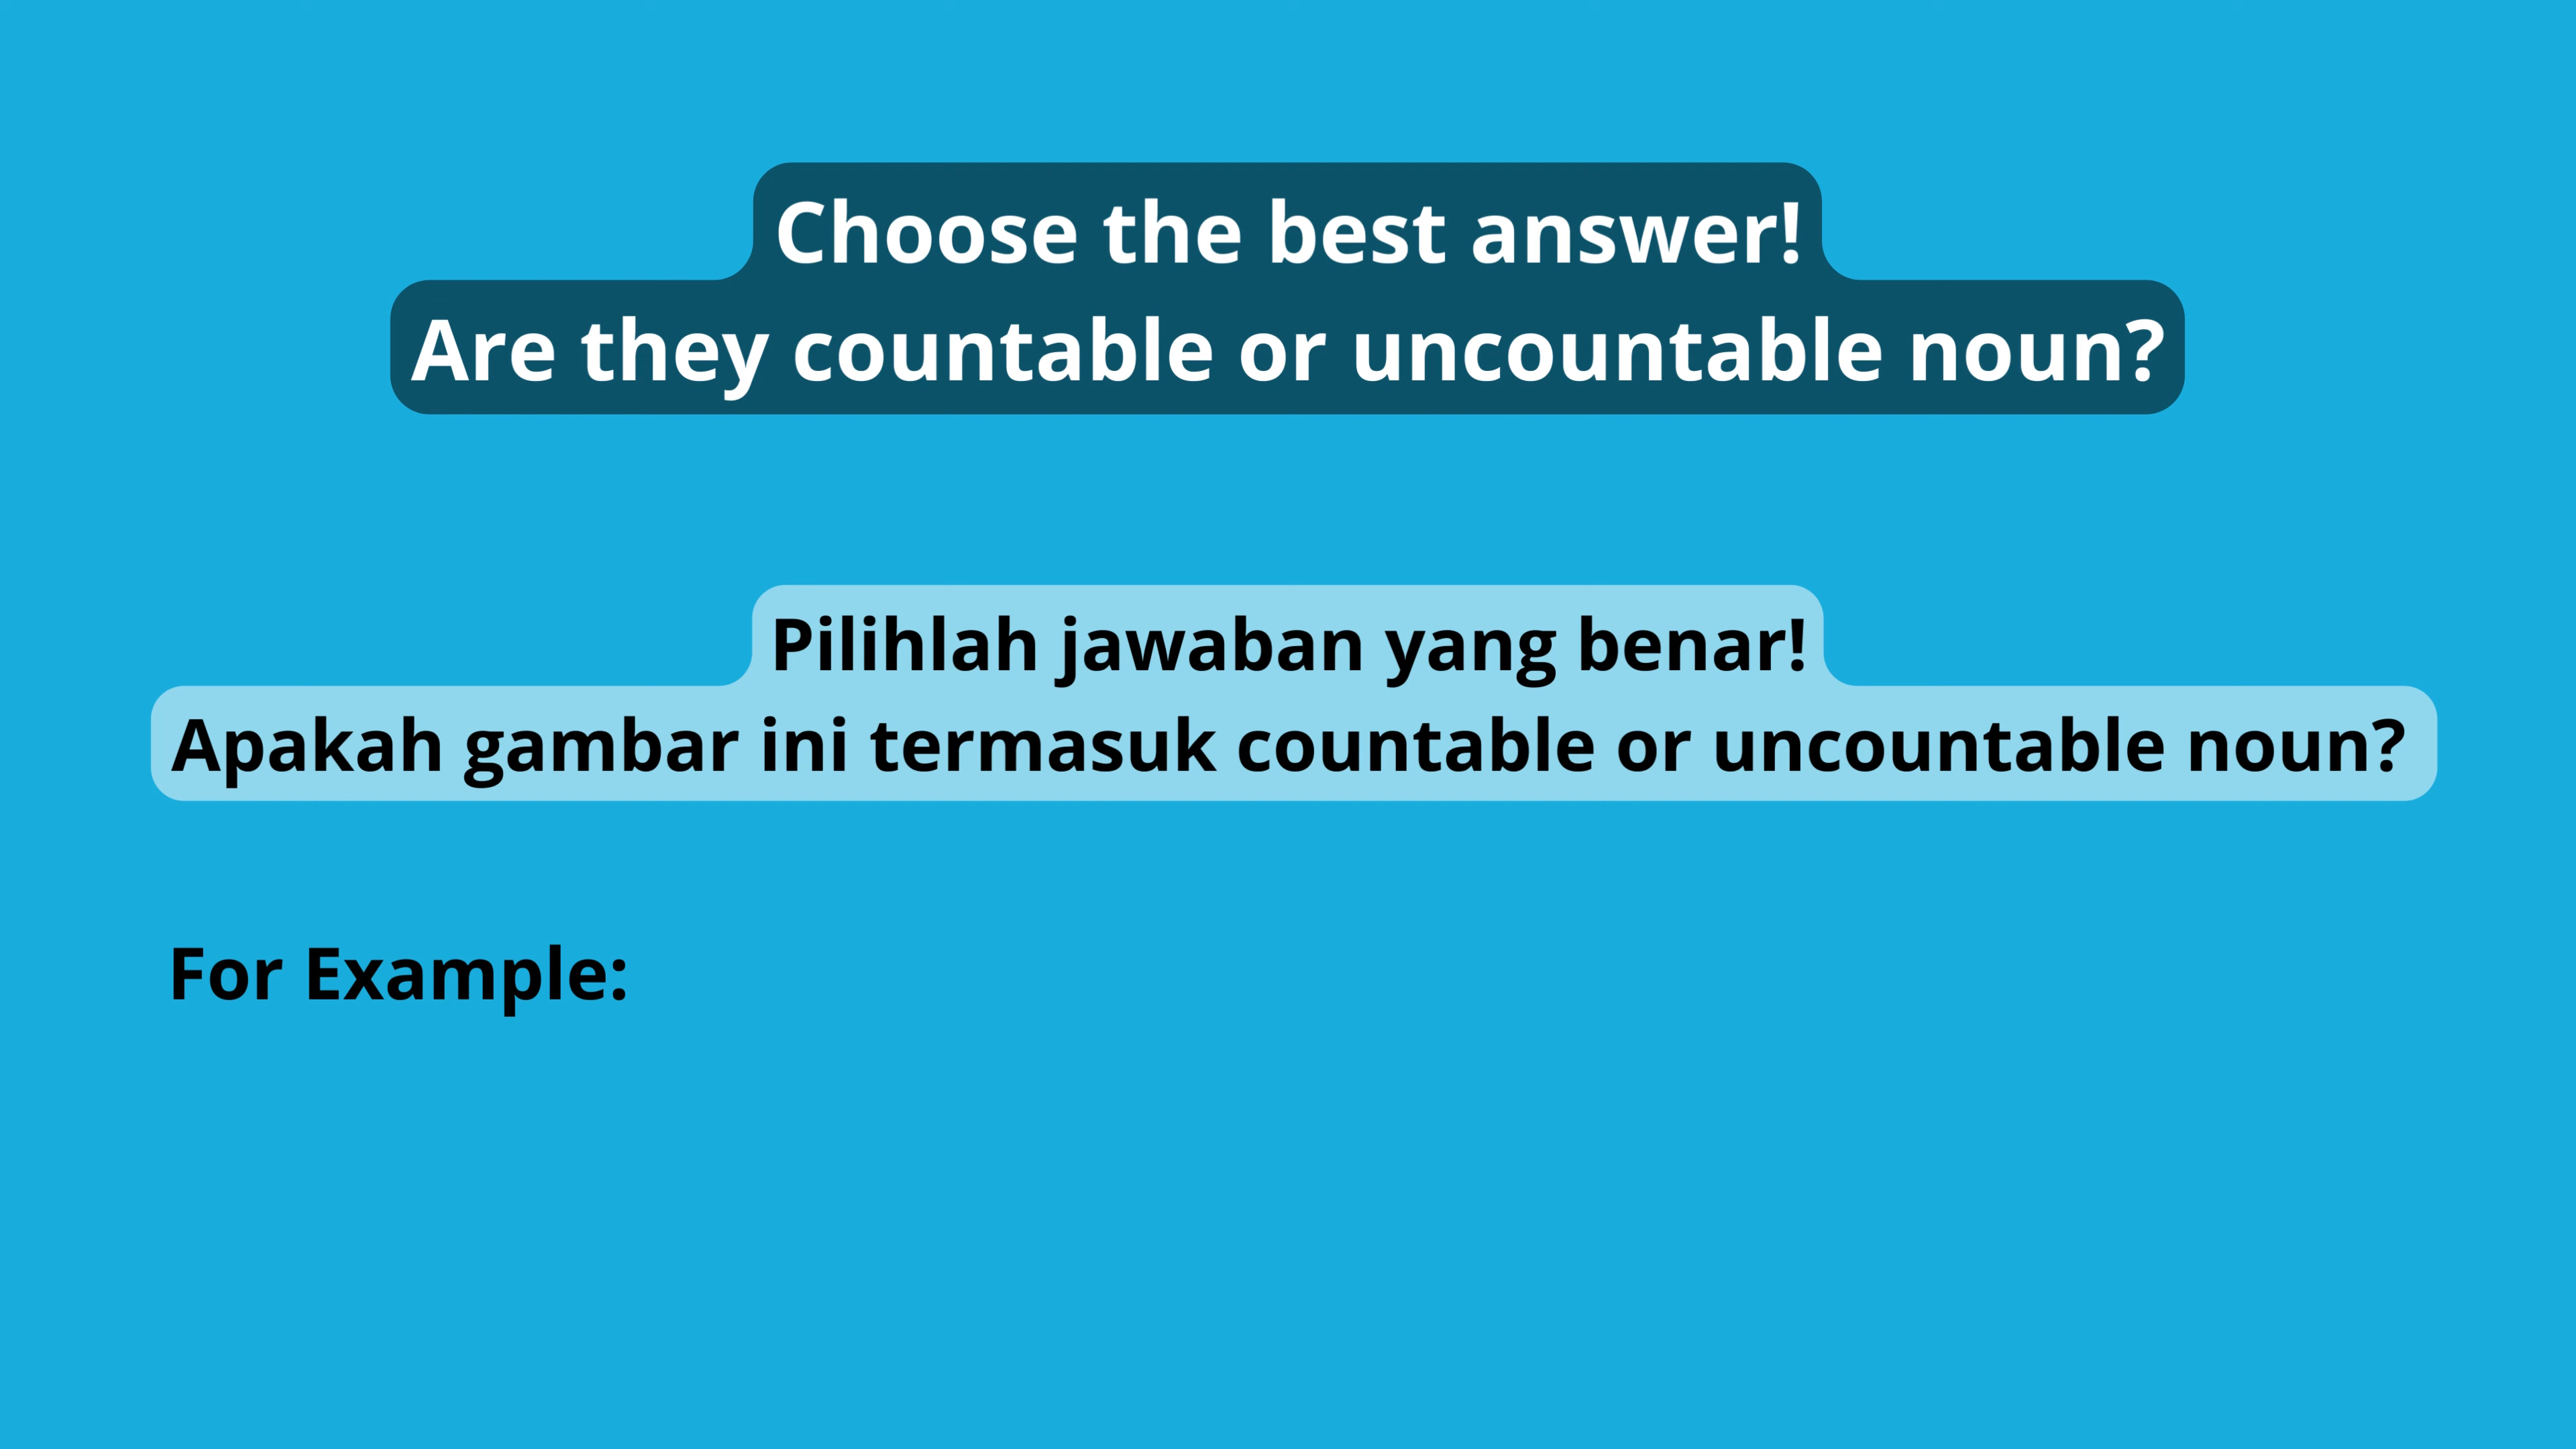 Choose the best answer!
Are they countable or uncountable noun?
Pilihlah jawaban yang benar!
Apakah gambar ini termasuk countable or uncountable noun?
For Example: